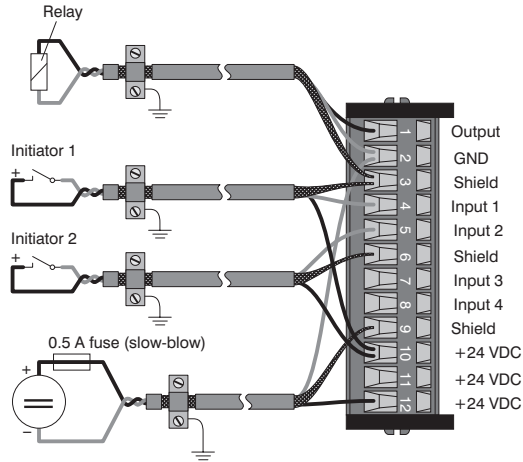 Relay
Initiator 1
+
Initiator 2
+
0.5 A fuse (slow-blow)
+
–
1 Output
2 GND
3 Shield
4 Input 1
5 Input 2
6 Shield
7 Input 3
8 Input 4
9 Shield
10 +24 VDC
11 +24 VDC
12 +24 VDC